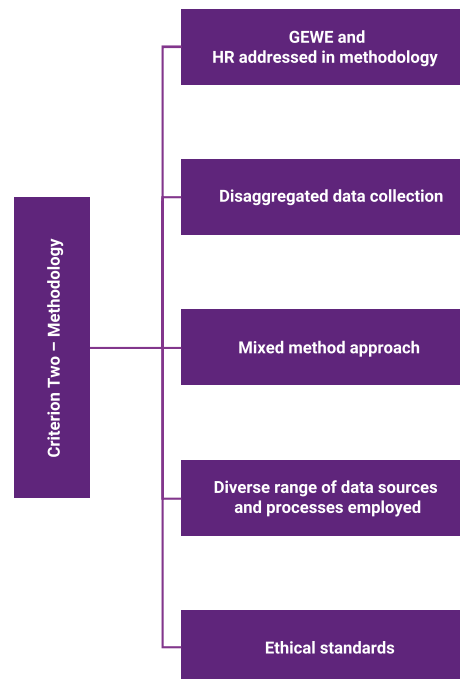 GEWE and
HR addressed in methodology
Disaggregated data collection
Criterion Two – Methodology
Mixed method approach
Diverse range of data sources
and processes employed
Ethical standards